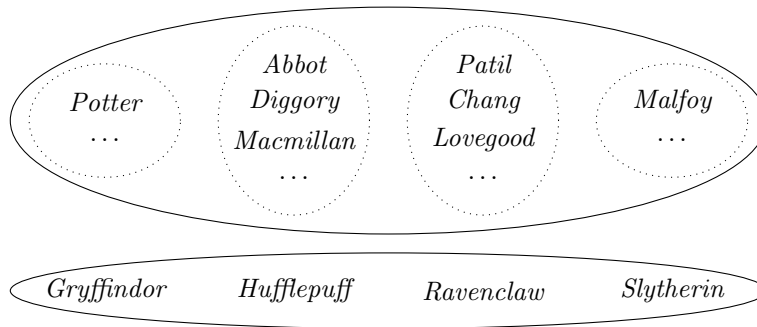 Potter
...
Abbot
Diggory
Macmillan
...
Patil
Chang
Lovegood
...
Malfoy
...
Gryffindor Hufflepuff Ravenclaw Slytherin